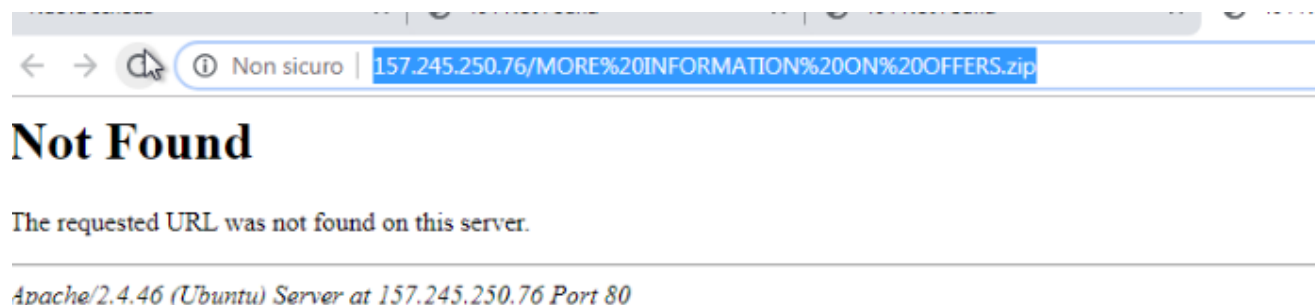 Non sicuro | 157.245.250.76/MORE%20INFORMATION%20ON%20OFFERS.zip
Not Found
The requested URL was not found on this server.
Apache/2.4.46 (Ubuntu) Server at 157.245.250.76 Port 80